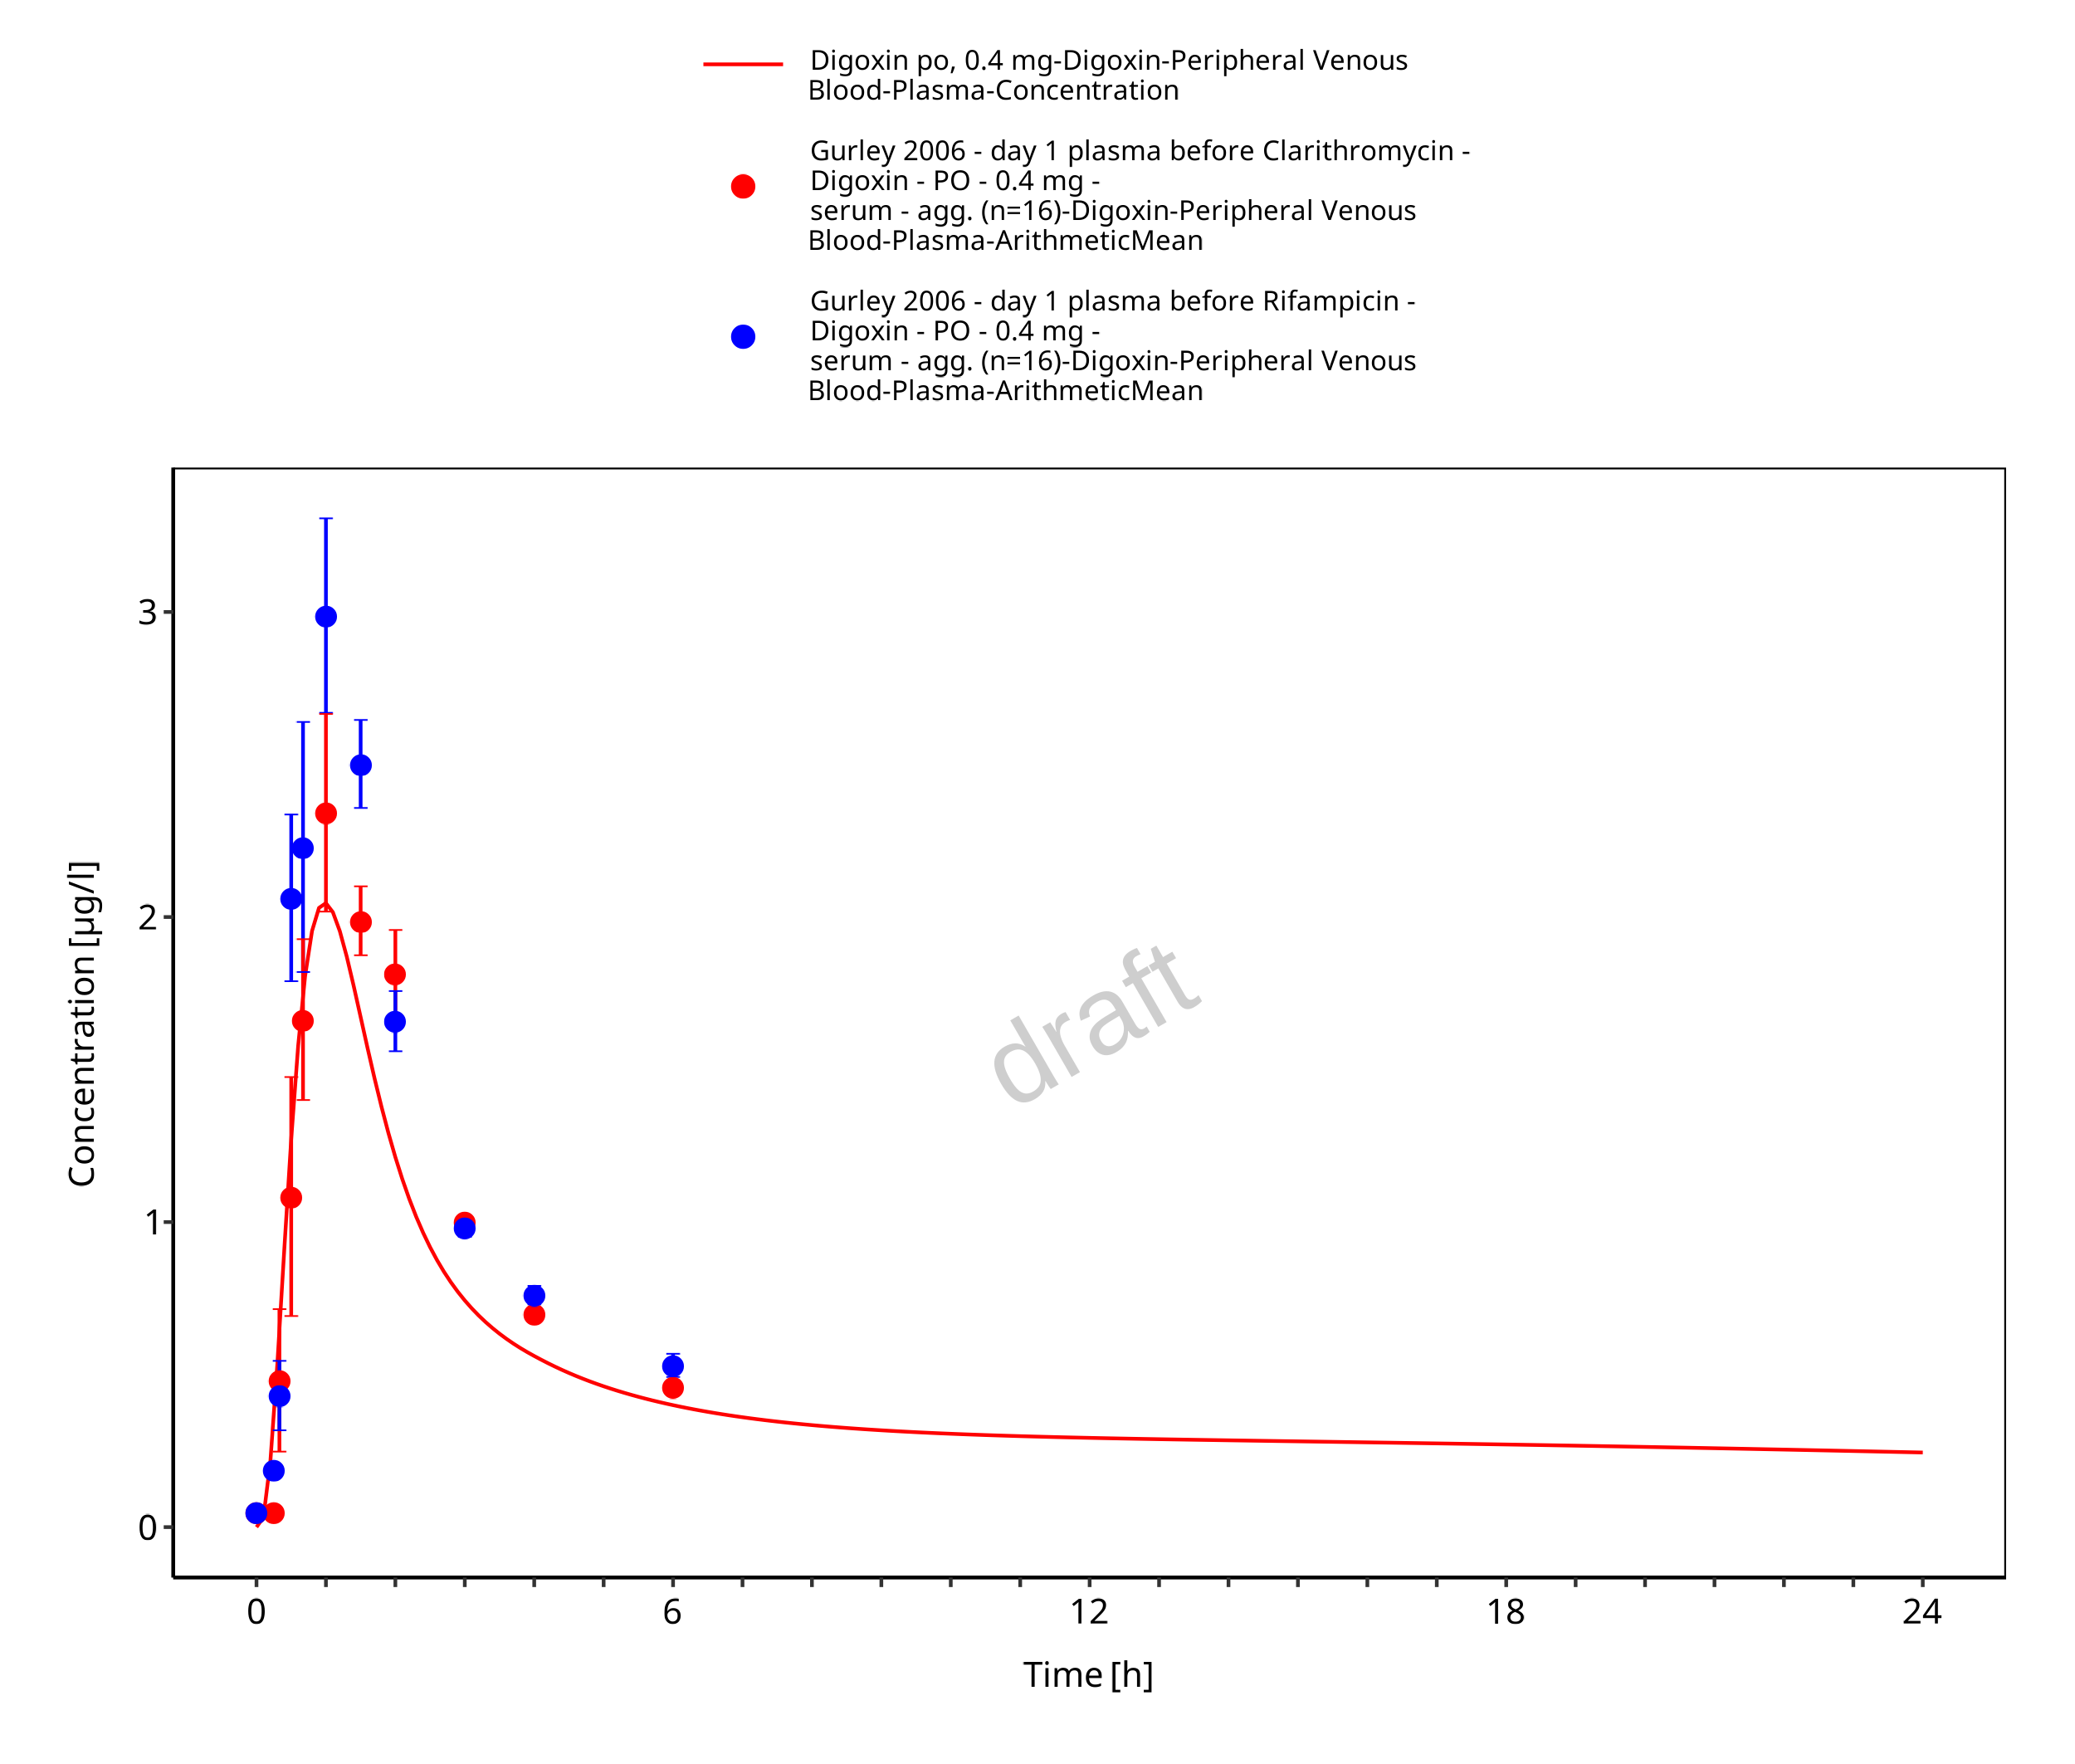 Digoxin po, 0.4 mg-Digoxin-Peripheral Venous
Blood-Plasma-Concentration
Gurley 2006 - day 1 plasma before Clarithromycin -
Digoxin - PO - 0.4 mg -
serum - agg. (n=16)-Digoxin-Peripheral Venous
Blood-Plasma-ArithmeticMean
Gurley 2006 - day 1 plasma before Rifampicin -
Digoxin - PO - 0.4 mg -
serum - agg. (n=16)-Digoxin-Peripheral Venous
Blood-Plasma-ArithmeticMean
Concentration [µg/l]
3
2
1
0
draft
0
6
12
18
24
Time [h]